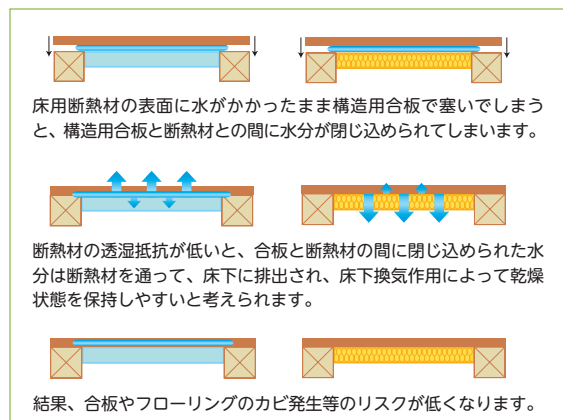 床用断熱材の表面に水がかかったまま構造用合板で塞いでしまう
と、構造用合板と断熱材との間に水分が閉じ込められてしまいます。
断熱材の透湿抵抗が低いと、合板と断熱材の間に閉じ込められた水
分は断熱材を通って、床下に排出され、床下換気作用によって乾燥
状態を保持しやすいと考えられます。
結果、合板やフローリングのカビ発生等のリスクが低くなります。